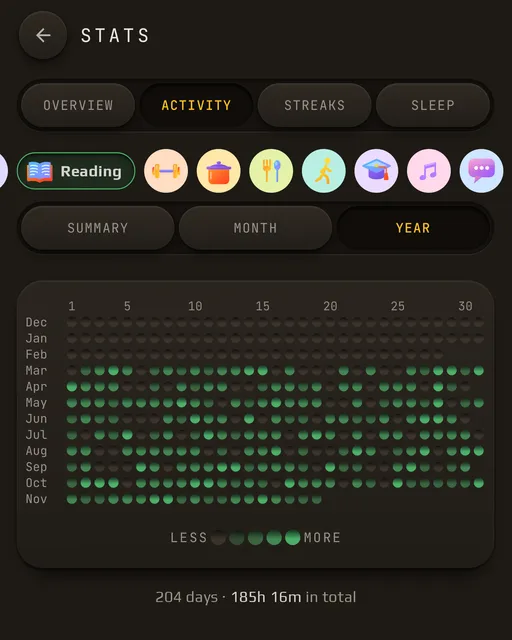 STATS
OVERVIEW ACTIVITY STREAKS SLEEP
Reading
SUMMARY MONTH YEAR
1 5 10 15 20 25 30
Dec
Jan
Feb
Mar
Apr
May
Jun
Jul
Aug
Sep
Oct
Nov
LESS MORE
204 days · 185h 16m in total